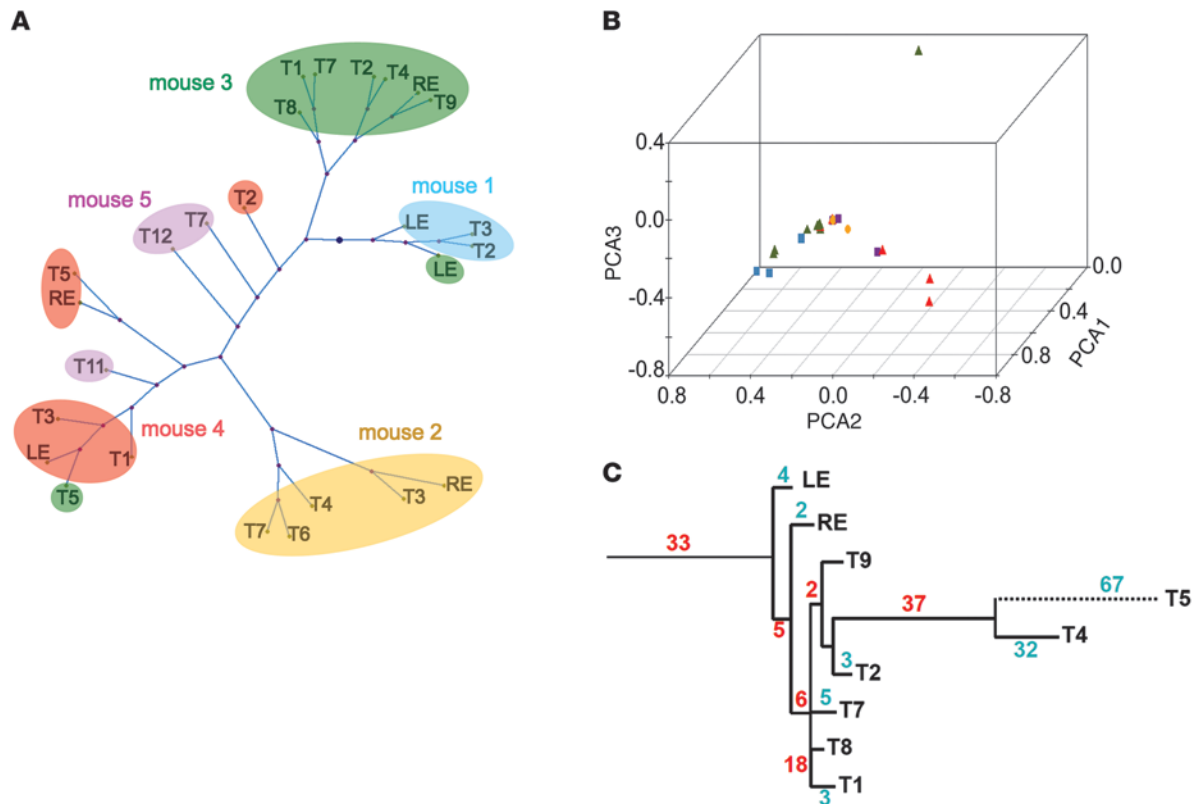 A
mouse 3
T1
T7
T2
T4
RE
T9
T8
mouse 5
T2
mouse 1
T7
LE
T3
T12
T2
LE
T5
RE
T11
T3
mouse 4
mouse 2
LE
T1
T5
RE
T4
T3
T7
T6
B
0.4
0.0
-0.4
-0.8
PCA3
0.8
0.4
0.0
-0.4
-0.8
PCA2
0.0
0.4
0.8
PCA1
C
4
LE
2
RE
33
T9
2
67
T5
37
5
T4
32
3
T2
6
5
T7
T8
18
T1
3